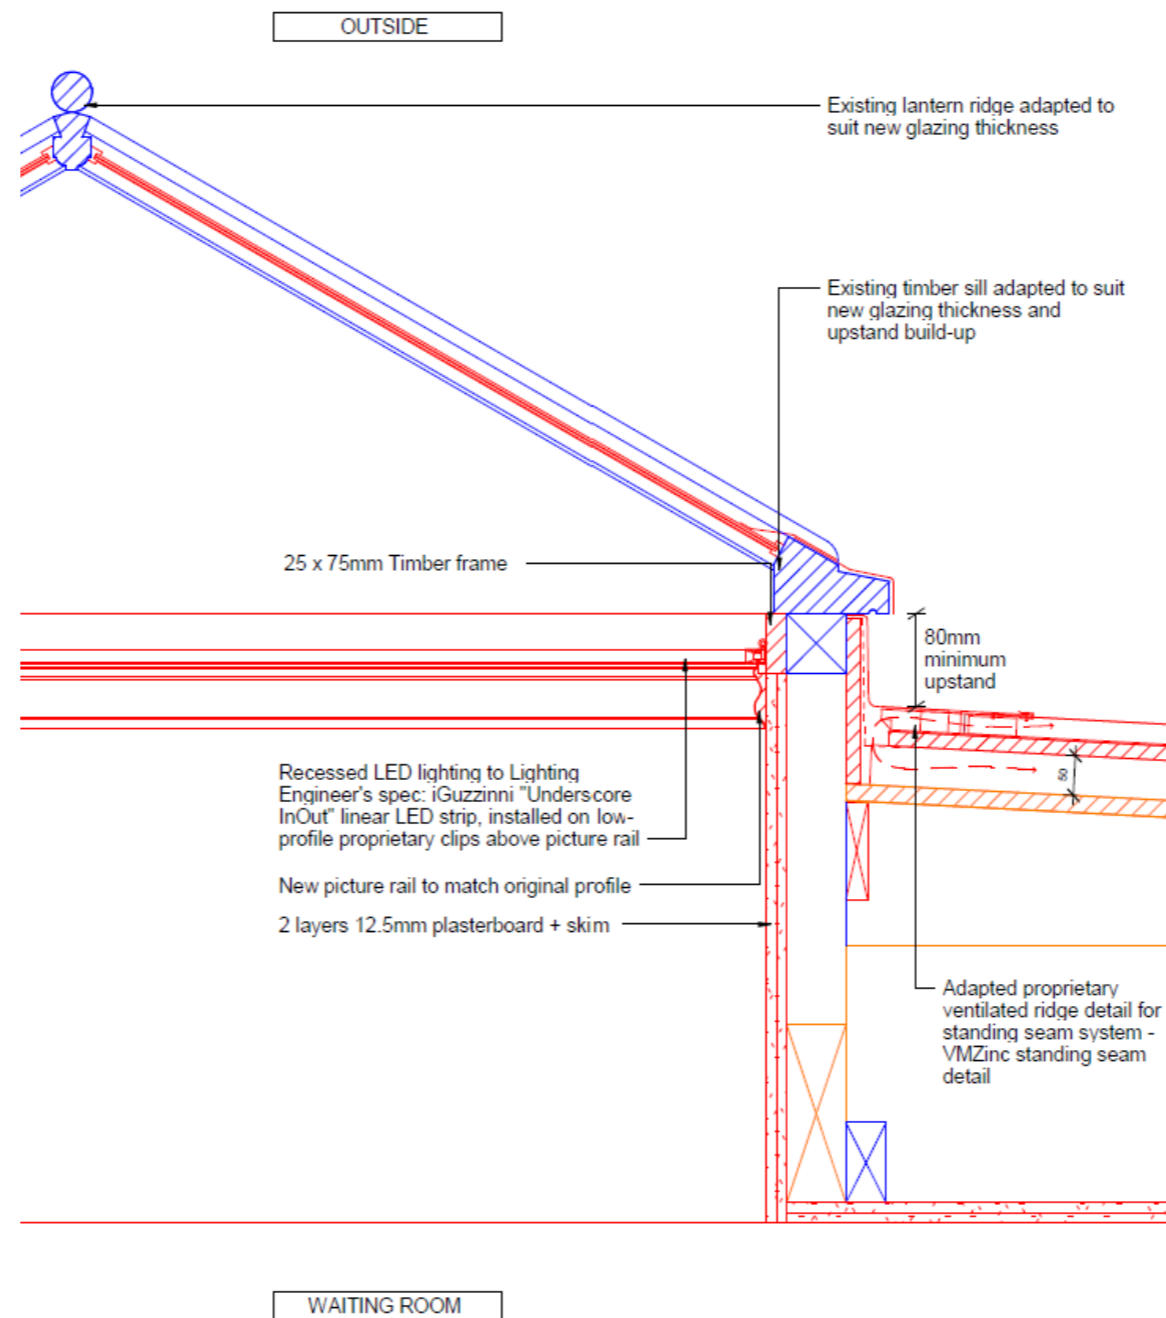 OUTSIDE
Existing lantern ridge adapted to
suit new glazing thickness
Existing timber sill adapted to suit
new glazing thickness and
upstand build-up
25 x 75mm Timber frame
80mm
minimum
upstand
50
Recessed LED lighting to Lighting
Engineer's spec: iGuzzinni "Underscore
InOut" linear LED strip, installed on low-
profile proprietary clips above picture rail
New picture rail to match original profile
2 layers 12.5mm plasterboard + skim
Adapted proprietary
ventilated ridge detail for
standing seam system -
VMZinc standing seam
detail
WAITING ROOM